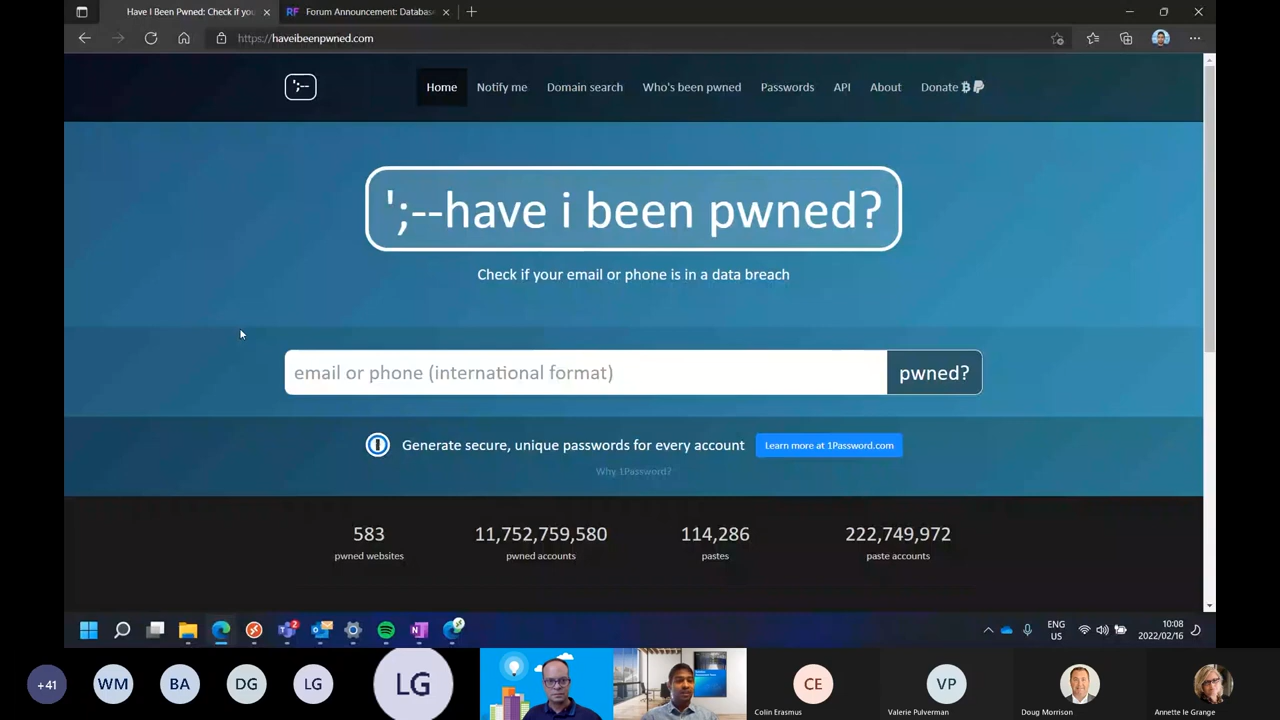 Have I Been Pwned: Check if you
RF Forum Announcement: Databas
https://haveibeenpwned.com
';--
Home
Notify me
Domain search
Who's been pwned
Passwords
API
About
Donate
';--have i been pwned?
Check if your email or phone is in a data breach
email or phone (international format)
pwned?
Generate secure, unique passwords for every account
Learn more at 1Password.com
Why 1Password?
583
11,752,759,580
114,286
222,749,972
pwned websites
pwned accounts
pastes
paste accounts
2
ENG
US
10:08
2022/02/16
+41
WM
BA
DG
LG
LG
CE
VP
Colin Erasmus
Valerie Pulverman
Doug Morrison
Annette le Grange